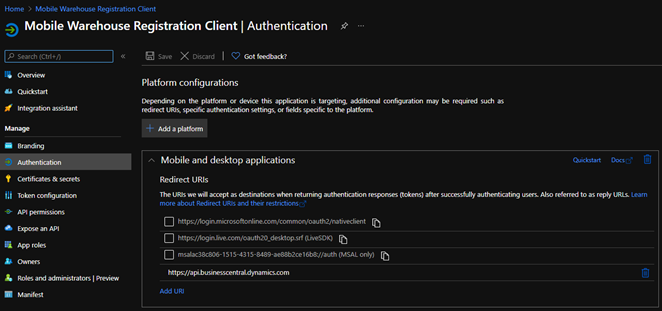 Home > Mobile Warehouse Registration Client
Mobile Warehouse Registration Client | Authentication
Search (Ctrl+/)
Save Discard Got feedback?
Overview
Quickstart
Integration assistant
Manage
Branding
Authentication
Certificates & secrets
Token configuration
API permissions
Expose an API
App roles
Owners
Roles and administrators | Preview
Manifest
Platform configurations
Depending on the platform or device this application is targeting, additional configuration may be required such as
redirect URIs, specific authentication settings, or fields specific to the platform.
Add a platform
Mobile and desktop applications
Quickstart Docs
Redirect URIs
The URIs we will accept as destinations when returning authentication responses (tokens) after successfully authenticating users. Also referred to as reply URLs. Learn
more about Redirect URIs and their restrictions
https://login.microsoftonline.com/common/oauth2/nativeclient
https://login.live.com/oauth20_desktop.srf (LiveSDK)
msalac38c806-1515-4315-8489-ae88b2ce16b8://auth (MSAL only)
https://api.businesscentral.dynamics.com
Add URI